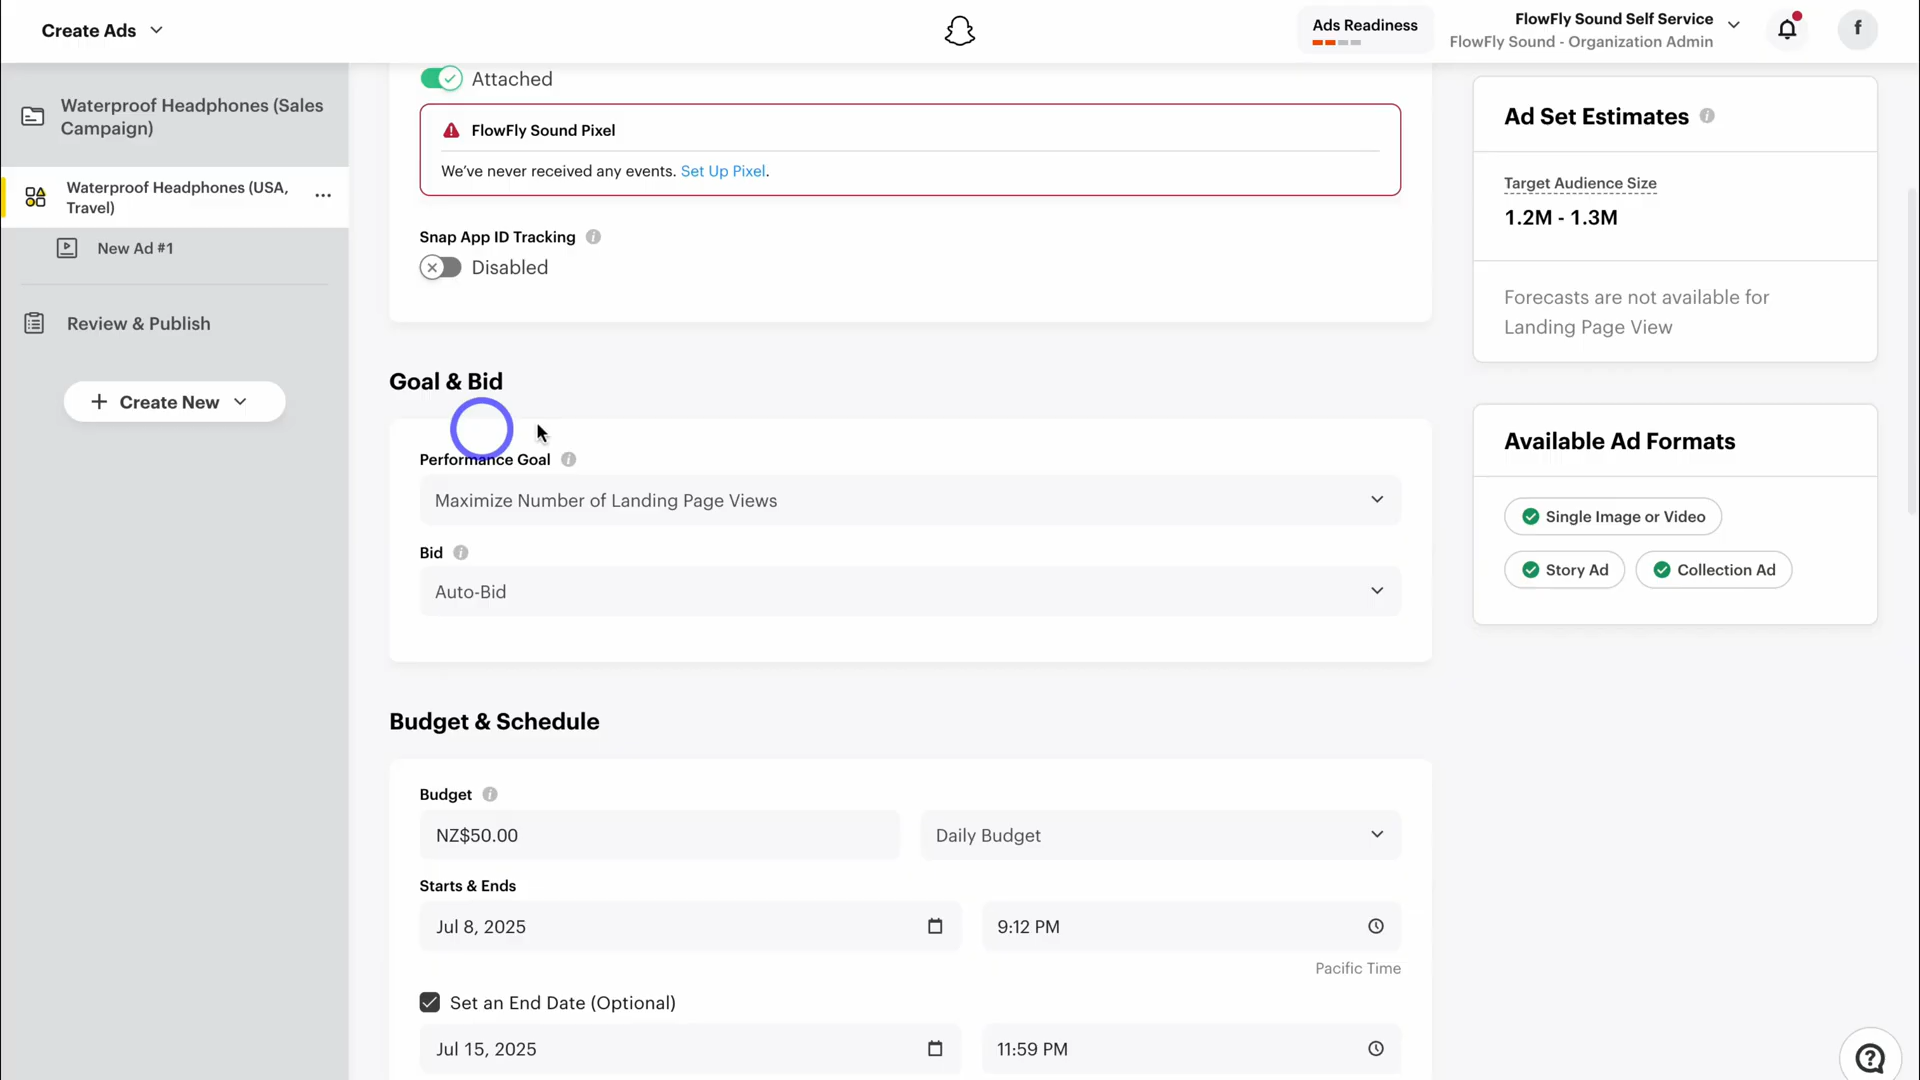 Create Ads
Ads Readiness
FlowFly Sound Self Service
FlowFly Sound - Organization Admin
f
Waterproof Headphones (Sales
Campaign)
Waterproof Headphones (USA,
Travel)
New Ad #1
Review & Publish
+ Create New
Attached
FlowFly Sound Pixel
We’ve never received any events. Set Up Pixel.
Snap App ID Tracking
Disabled
Goal & Bid
Performance Goal
Maximize Number of Landing Page Views
Bid
Auto-Bid
Budget & Schedule
Budget
NZ$50.00
Daily Budget
Starts & Ends
Jul 8, 2025
9:12 PM
Pacific Time
Set an End Date (Optional)
Jul 15, 2025
11:59 PM
Ad Set Estimates
Target Audience Size
1.2M - 1.3M
Forecasts are not available for
Landing Page View
Available Ad Formats
Single Image or Video
Story Ad
Collection Ad